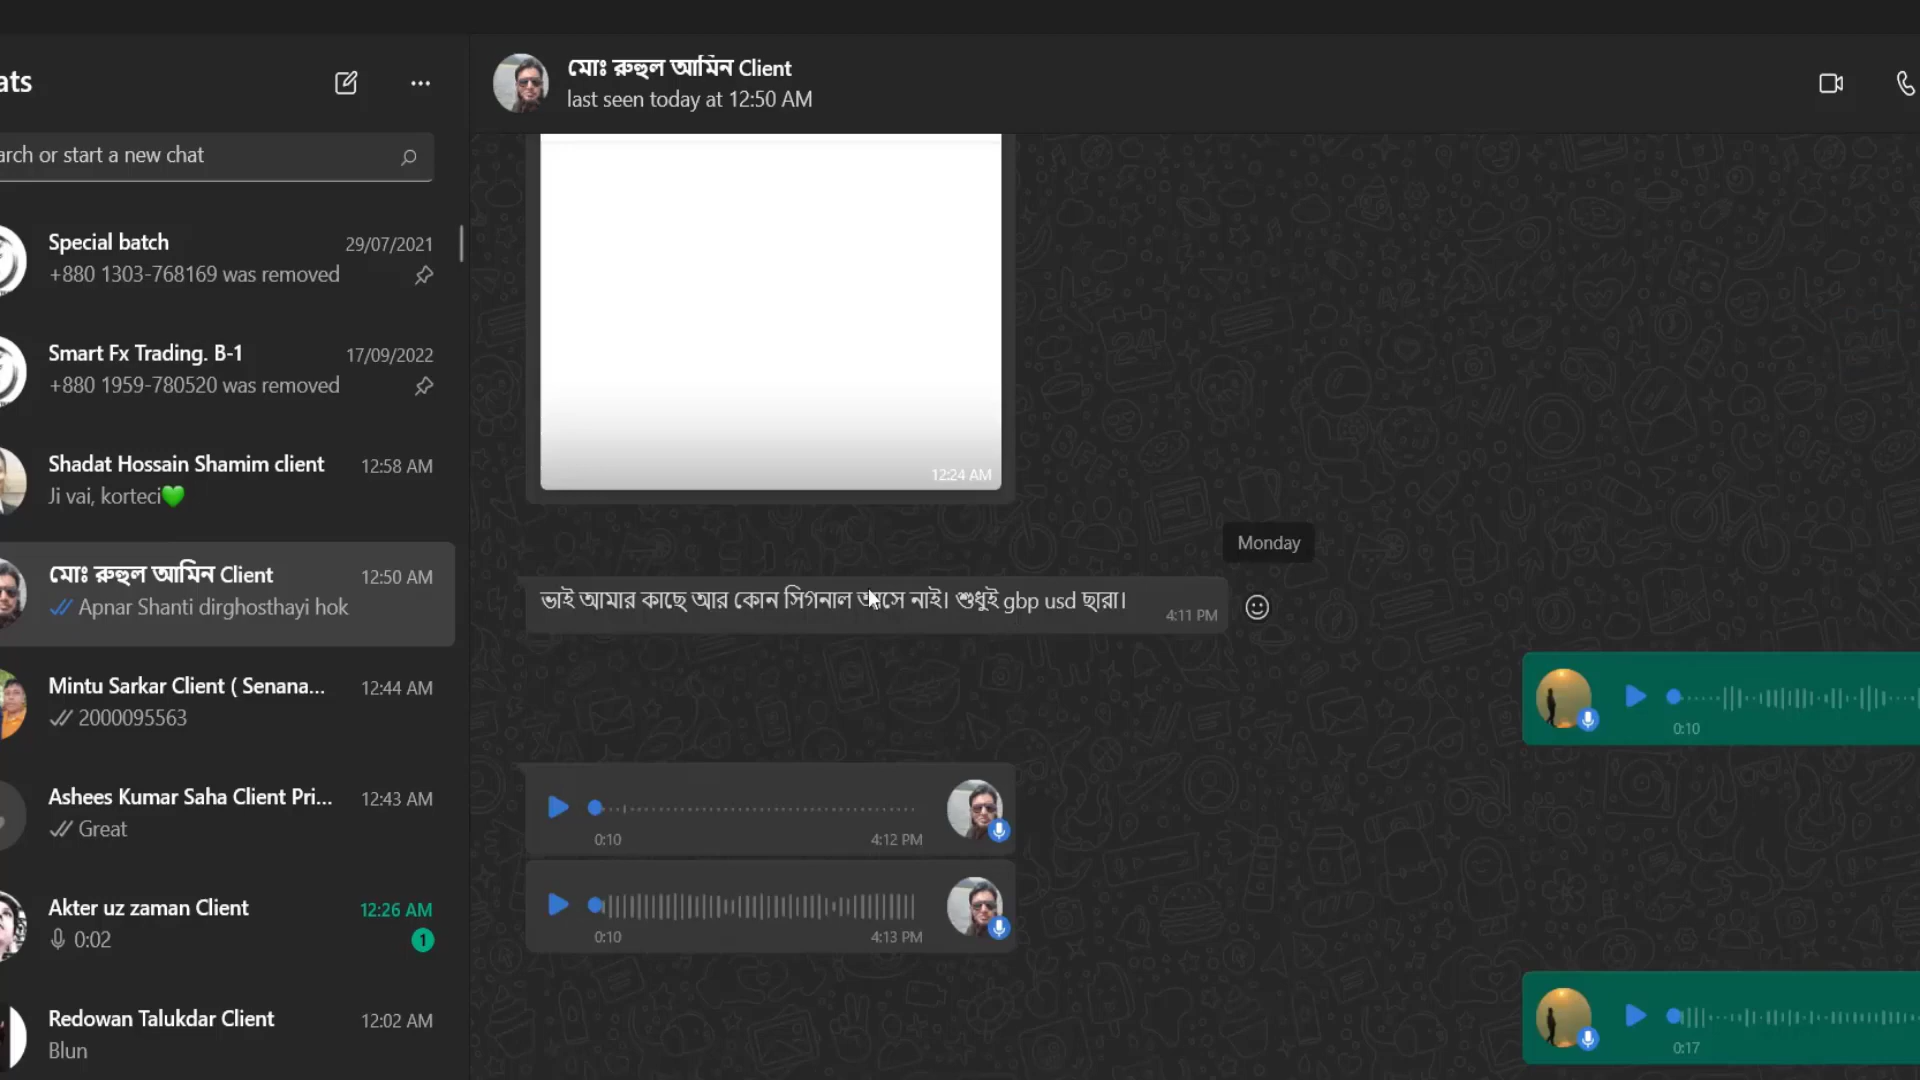 ats
arch or start a new chat
Special batch 29/07/2021
+880 1303-768169 was removed
Smart Fx Trading. B-1 17/09/2022
+880 1959-780520 was removed
Shadat Hossain Shamim client 12:58 AM
Ji vai, korteci💚
মোঃ রুহুল আমিন Client 12:50 AM
Apnar Shanti dirghosthayi hok
Mintu Sarkar Client ( Senana... 12:44 AM
2000095563
Ashees Kumar Saha Client Pri... 12:43 AM
Great
Akter uz zaman Client 12:26 AM
0:02 1
Redowan Talukdar Client 12:02 AM
Blun
মোঃ রুহুল আমিন Client
last seen today at 12:50 AM
12:24 AM
Monday
ভাই আমার কাছে আর কোন সিগনাল আসে নাই। শুধুই gbp usd ছারা।
4:11 PM
0:10
0:10 4:12 PM
0:10 4:13 PM
0:17